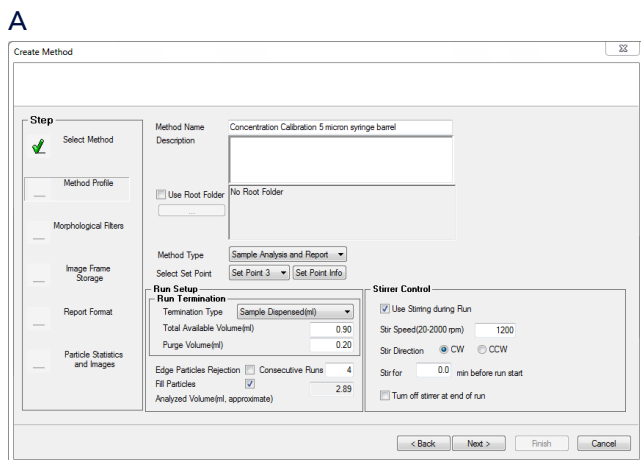 A
Create Method
Step
Select Method
Method Profile
Morphological Filters
Image Frame
Storage
Report Format
Particle Statistics
and Images
Method Name Concentration Calibration 5 micron syringe barrel
Description
Use Root Folder No Root Folder
...
Method Type Sample Analysis and Report
Select Set Point Set Point 3 Set Point Info
Run Setup
Run Termination
Termination Type Sample Dispensed(ml)
Total Available Volume(ml) 0.90
Purge Volume(ml) 0.20
Edge Particles Rejection Consecutive Runs 4
Fill Particles 2.89
Analyzed Volume(ml, approximate)
Stirrer Control
Use Stirring during Run
Stir Speed(20-2000 rpm) 1200
Stir Direction CW CCW
Stir for 0.0 min before run start
Turn off stirrer at end of run
< Back Next > Finish Cancel